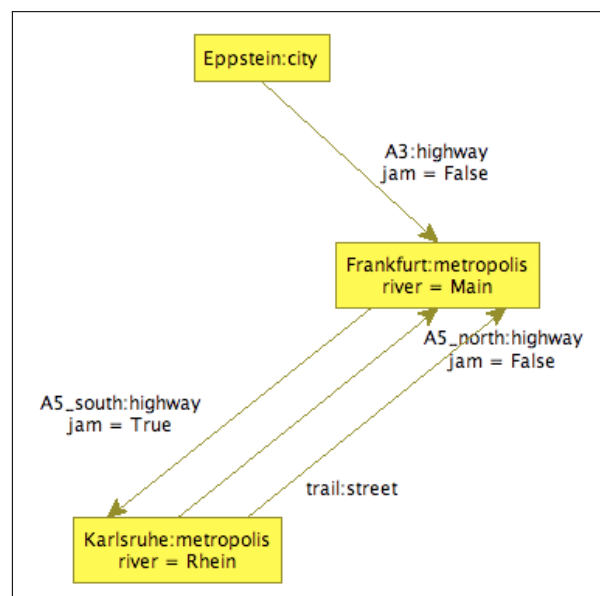 Eppstein:city
A3:highway
jam = False
Frankfurt:metropolis
river = Main
A5_north:highway
jam = False
A5_south:highway
jam = True
trail:street
Karlsruhe:metropolis
river = Rhein